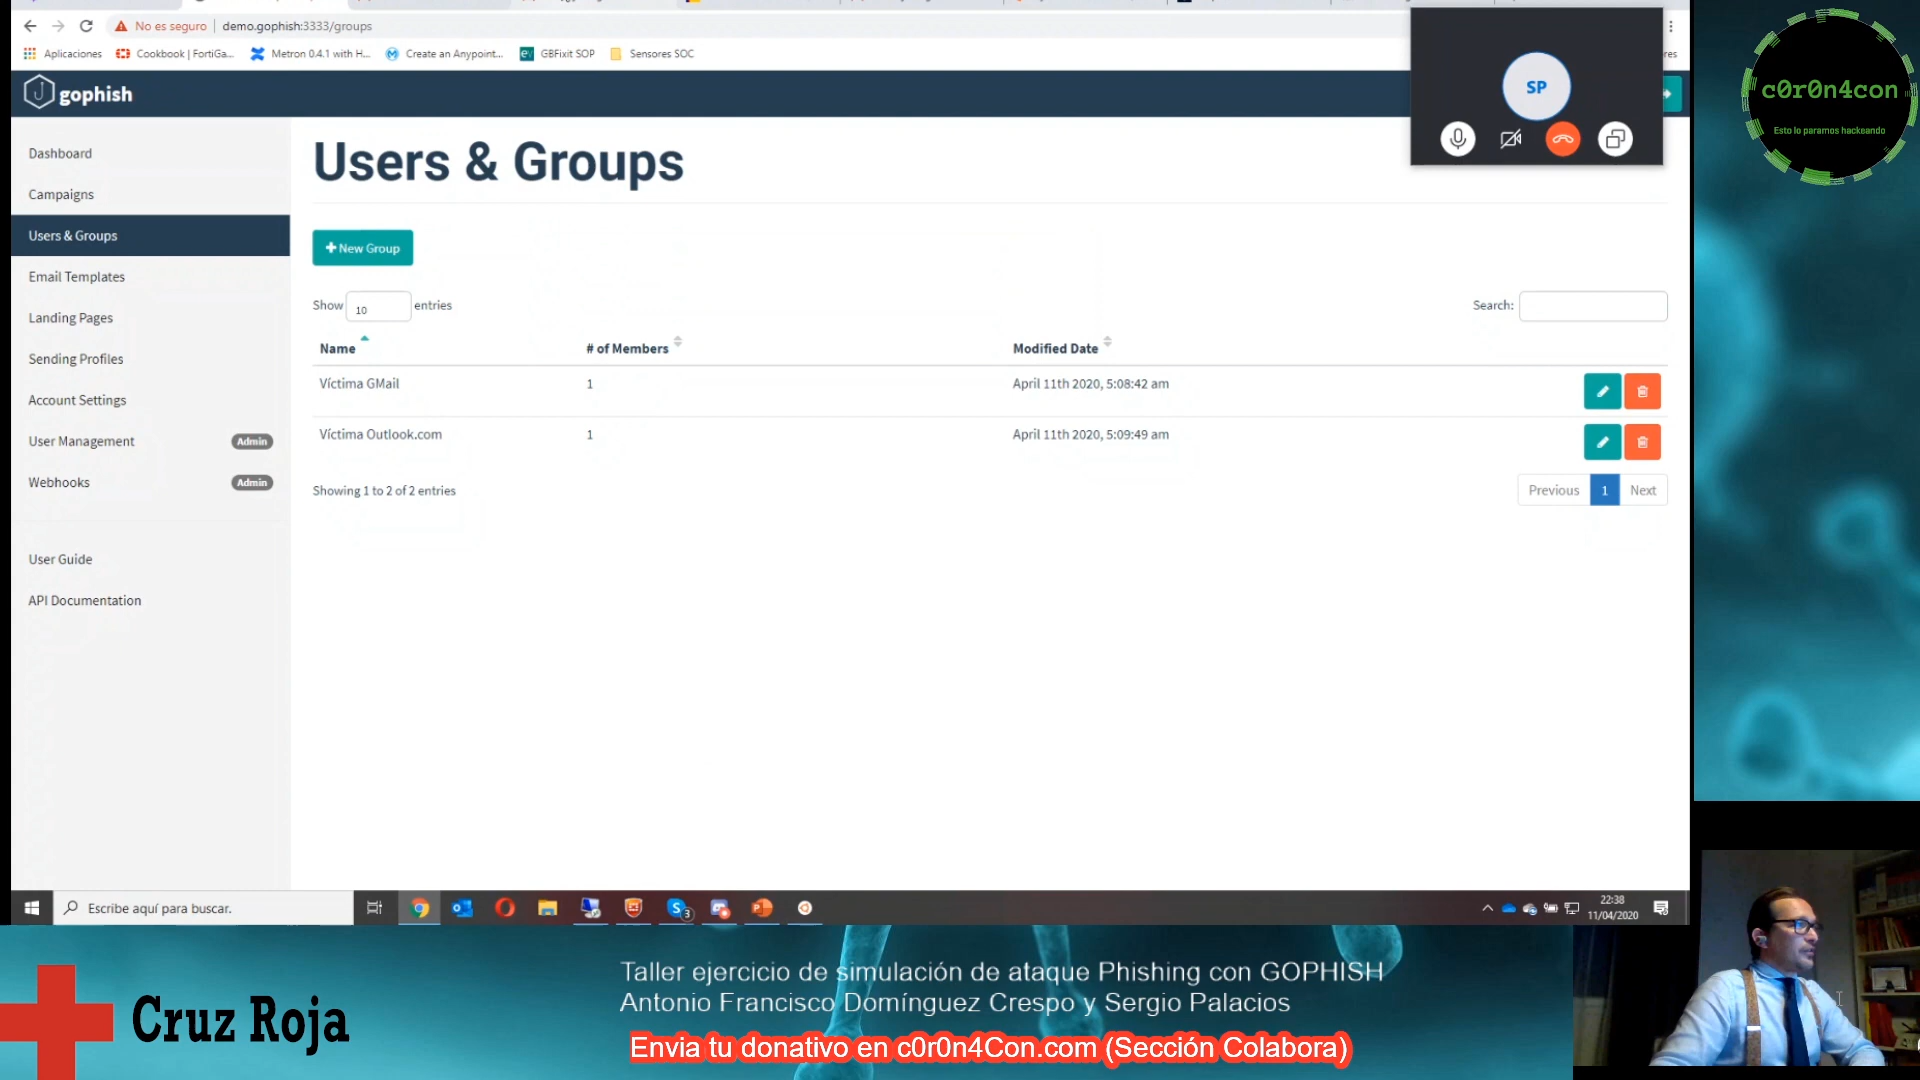 No es seguro
demo.gophish:3333/groups
Aplicaciones
Cookbook | FortiGa...
Metron 0.4.1 with H...
Create an Anypoint...
GBFixit SOP
Sensores SOC
gophish
SP
c0r0n4con
Esto lo paramos hackeando
Dashboard
Campaigns
Users & Groups
Email Templates
Landing Pages
Sending Profiles
Account Settings
User Management
Admin
Webhooks
Admin
User Guide
API Documentation
Users & Groups
New Group
Show 10 entries
Search:
Name
# of Members
Modified Date
Víctima GMail
1
April 11th 2020, 5:08:42 am
Víctima Outlook.com
1
April 11th 2020, 5:09:49 am
Showing 1 to 2 of 2 entries
Previous
1
Next
Escribe aquí para buscar.
3
22:38
11/04/2020
Cruz Roja
Taller ejercicio de simulación de ataque Phishing con GOPHISH
Antonio Francisco Domínguez Crespo y Sergio Palacios
Envia tu donativo en c0r0n4Con.com (Sección Colabora)